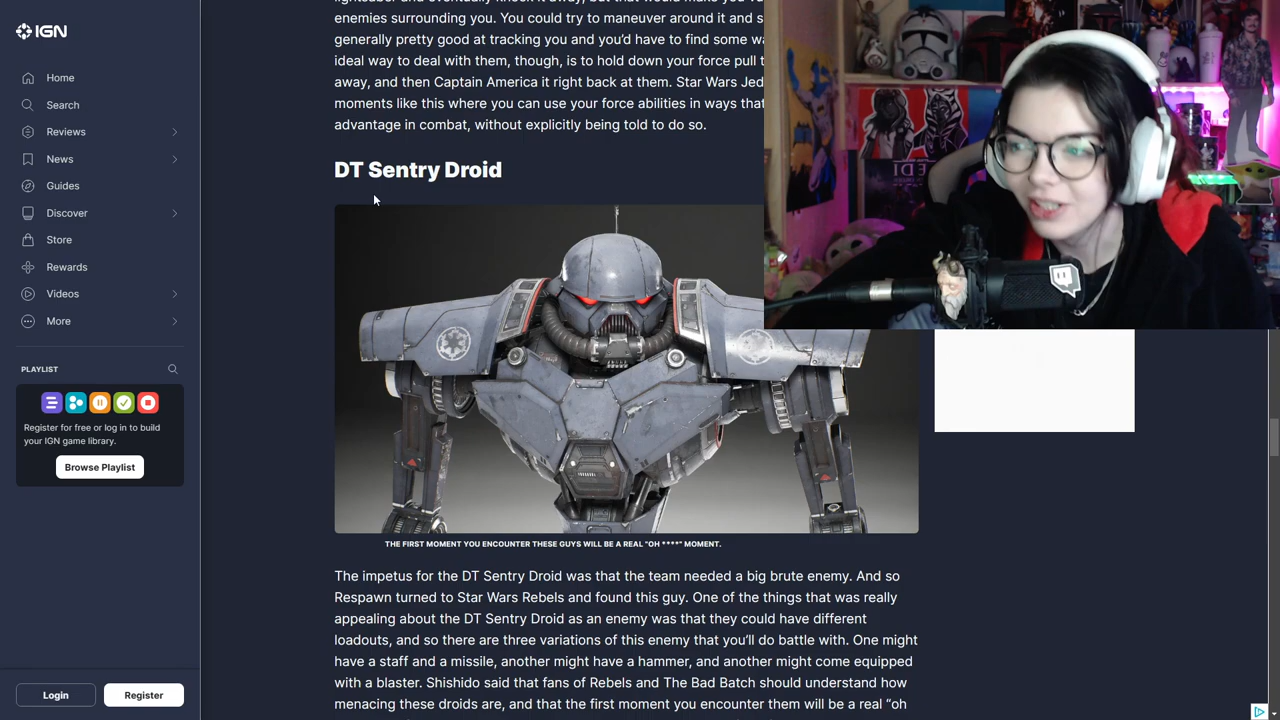 IGN
Home
Search
Reviews
News
Guides
Discover
Store
Rewards
Videos
More
PLAYLIST
Register for free or log in to build
your IGN game library.
Browse Playlist
Login
Register
enemies surrounding you. You could try to maneuver around it and s
generally pretty good at tracking you and you'd have to find some wa
ideal way to deal with them, though, is to hold down your force pull t
away, and then Captain America it right back at them. Star Wars Jed
moments like this where you can use your force abilities in ways that
advantage in combat, without explicitly being told to do so.
DT Sentry Droid
THE FIRST MOMENT YOU ENCOUNTER THESE GUYS WILL BE A REAL "OH ****" MOMENT.
The impetus for the DT Sentry Droid was that the team needed a big brute enemy. And so
Respawn turned to Star Wars Rebels and found this guy. One of the things that was really
appealing about the DT Sentry Droid as an enemy was that they could have different
loadouts, and so there are three variations of this enemy that you'll do battle with. One might
have a staff and a missile, another might have a hammer, and another might come equipped
with a blaster. Shishido said that fans of Rebels and The Bad Batch should understand how
menacing these droids are, and that the first moment you encounter them will be a real "oh
JEDI